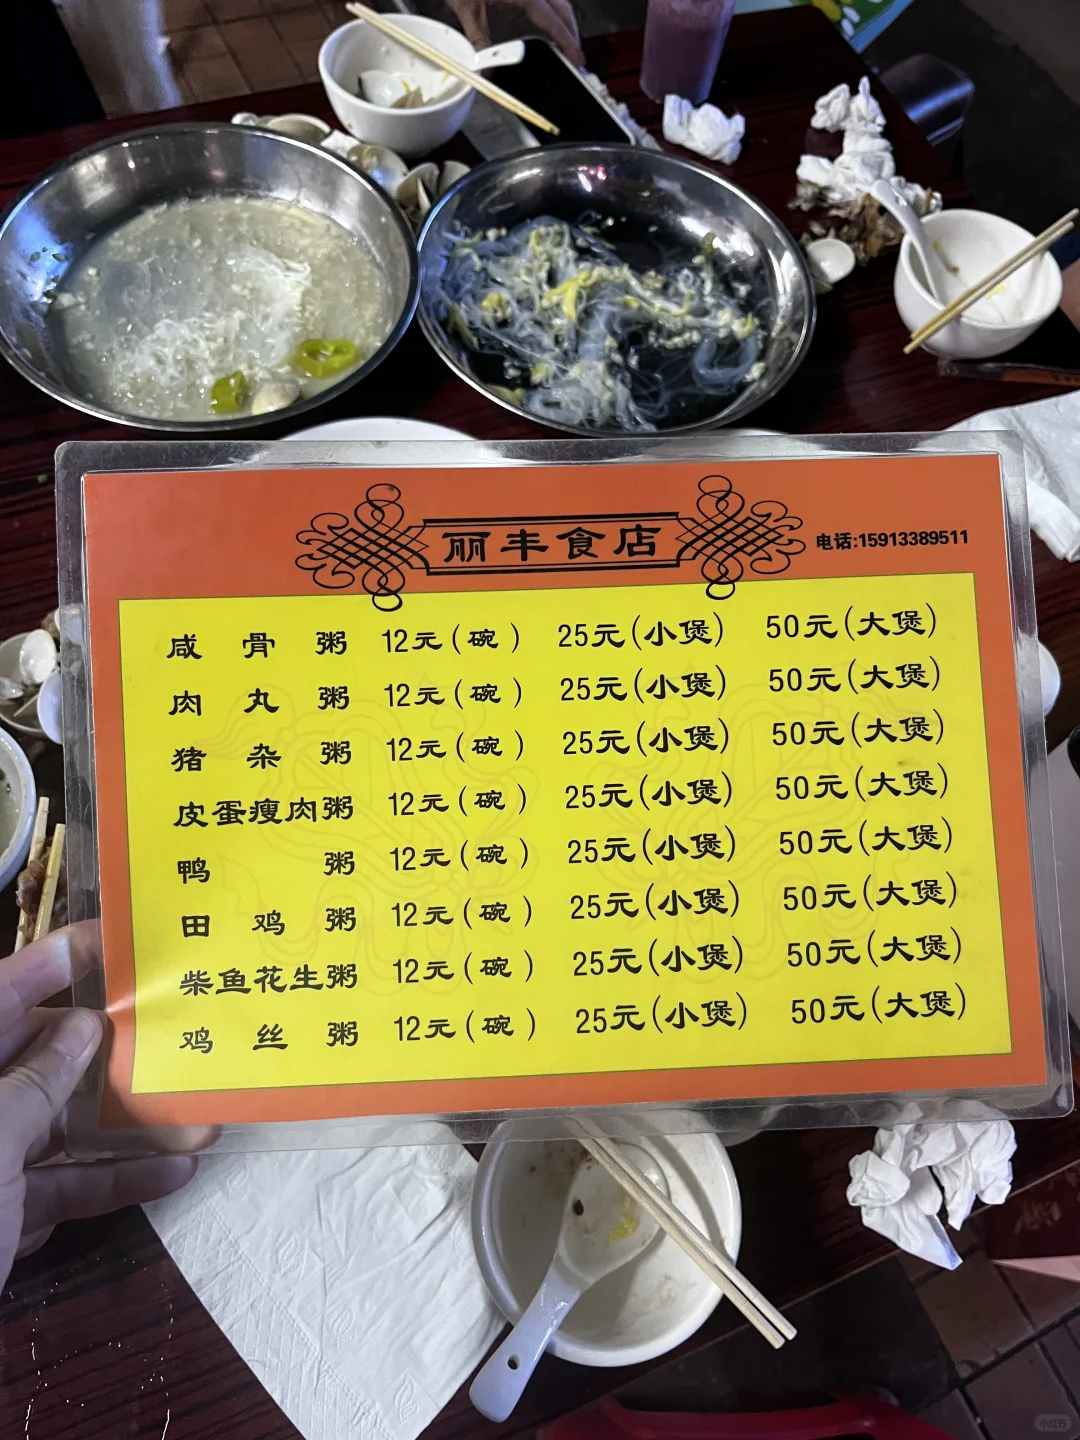 丽丰食店
电话:15913389511
咸骨粥 12元(碗) 25元(小煲) 50元(大煲)
肉丸粥 12元(碗) 25元(小煲) 50元(大煲)
猪杂粥 12元(碗) 25元(小煲) 50元(大煲)
皮蛋瘦肉粥 12元(碗) 25元(小煲) 50元(大煲)
鸭粥 12元(碗) 25元(小煲) 50元(大煲)
田鸡粥 12元(碗) 25元(小煲) 50元(大煲)
柴鱼花生粥 12元(碗) 25元(小煲) 50元(大煲)
鸡丝粥 12元(碗) 25元(小煲) 50元(大煲)